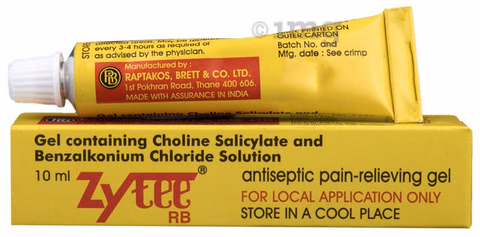 every 3-4 hours as required or
as advised by the physician.
OUTER CARTON
Batch No. and
Mfg. date : See crimp
RB
Manufactured by :
RAPTAKOS, BRETT & CO. LTD.
1st Pokhran Road, Thane 400 606.
MADE WITH ASSURANCE IN INDIA
Gel containing Choline Salicylate and
Benzalkonium Chloride Solution
10 ml
Zytee®
RB
antiseptic pain-relieving gel
FOR LOCAL APPLICATION ONLY
STORE IN A COOL PLACE